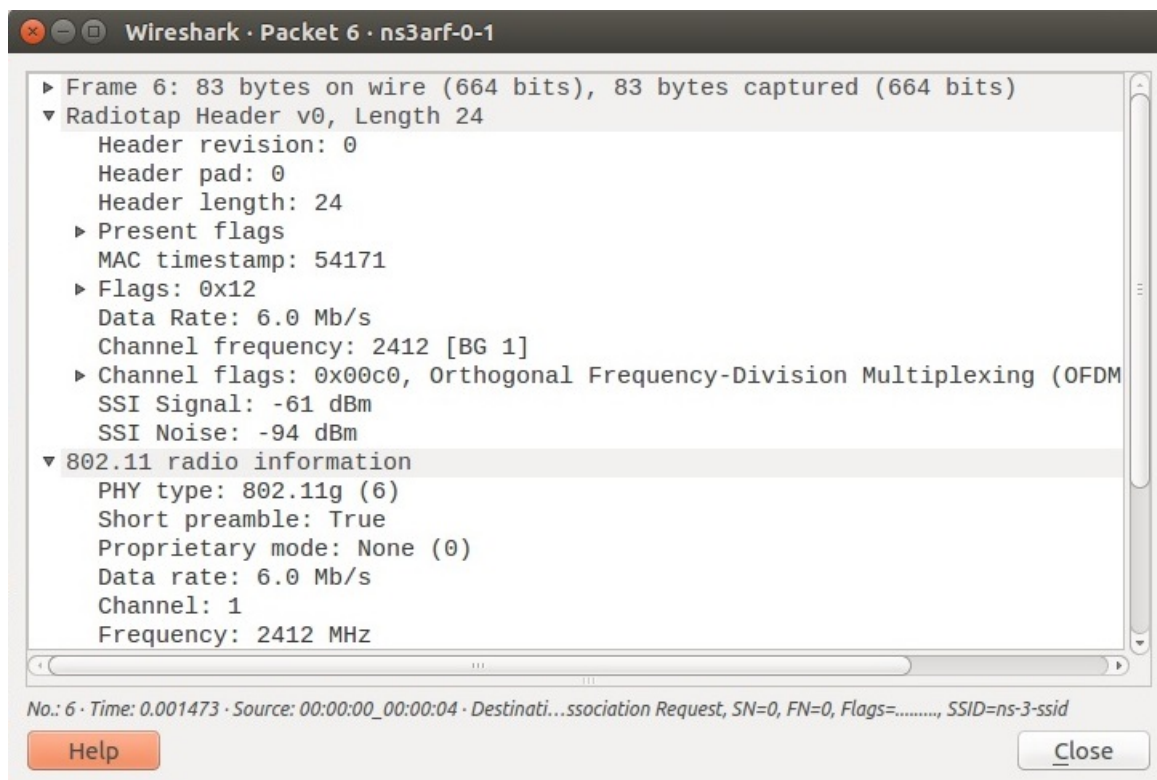 Wireshark · Packet 6 · ns3arf-0-1
Frame 6: 83 bytes on wire (664 bits), 83 bytes captured (664 bits)
Radiotap Header v0, Length 24
Header revision: 0
Header pad: 0
Header length: 24
Present flags
MAC timestamp: 54171
Flags: 0x12
Data Rate: 6.0 Mb/s
Channel frequency: 2412 [BG 1]
Channel flags: 0x00c0, Orthogonal Frequency-Division Multiplexing (OFDM
SSI Signal: -61 dBm
SSI Noise: -94 dBm
802.11 radio information
PHY type: 802.11g (6)
Short preamble: True
Proprietary mode: None (0)
Data rate: 6.0 Mb/s
Channel: 1
Frequency: 2412 MHz
No.: 6 · Time: 0.001473 · Source: 00:00:00_00:00:04 · Destinati…ssociation Request, SN=0, FN=0, Flags=........, SSID=ns-3-ssid
Help
Close